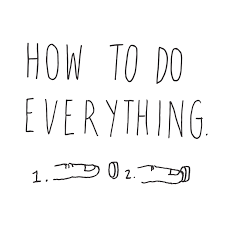 HOW TO DO
EVERYTHING.
1. 2.